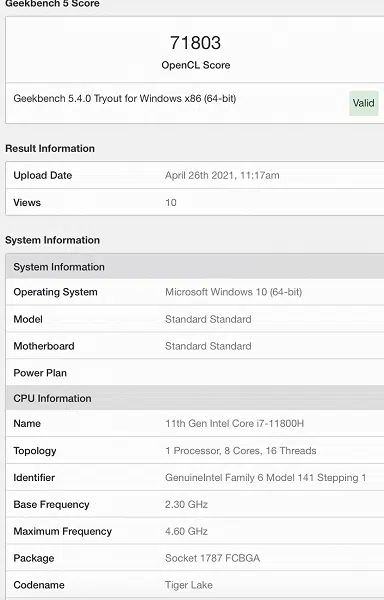 Geekbench 5 Score
71803
OpenCL Score
Geekbench 5.4.0 Tryout for Windows x86 (64-bit)
Valid
Result Information
Upload Date April 26th 2021, 11:17am
Views 10
System Information
System Information
Operating System Microsoft Windows 10 (64-bit)
Model Standard Standard
Motherboard Standard Standard
Power Plan
CPU Information
Name 11th Gen Intel Core i7-11800H
Topology 1 Processor, 8 Cores, 16 Threads
Identifier GenuineIntel Family 6 Model 141 Stepping 1
Base Frequency 2.30 GHz
Maximum Frequency 4.60 GHz
Package Socket 1787 FCBGA
Codename Tiger Lake